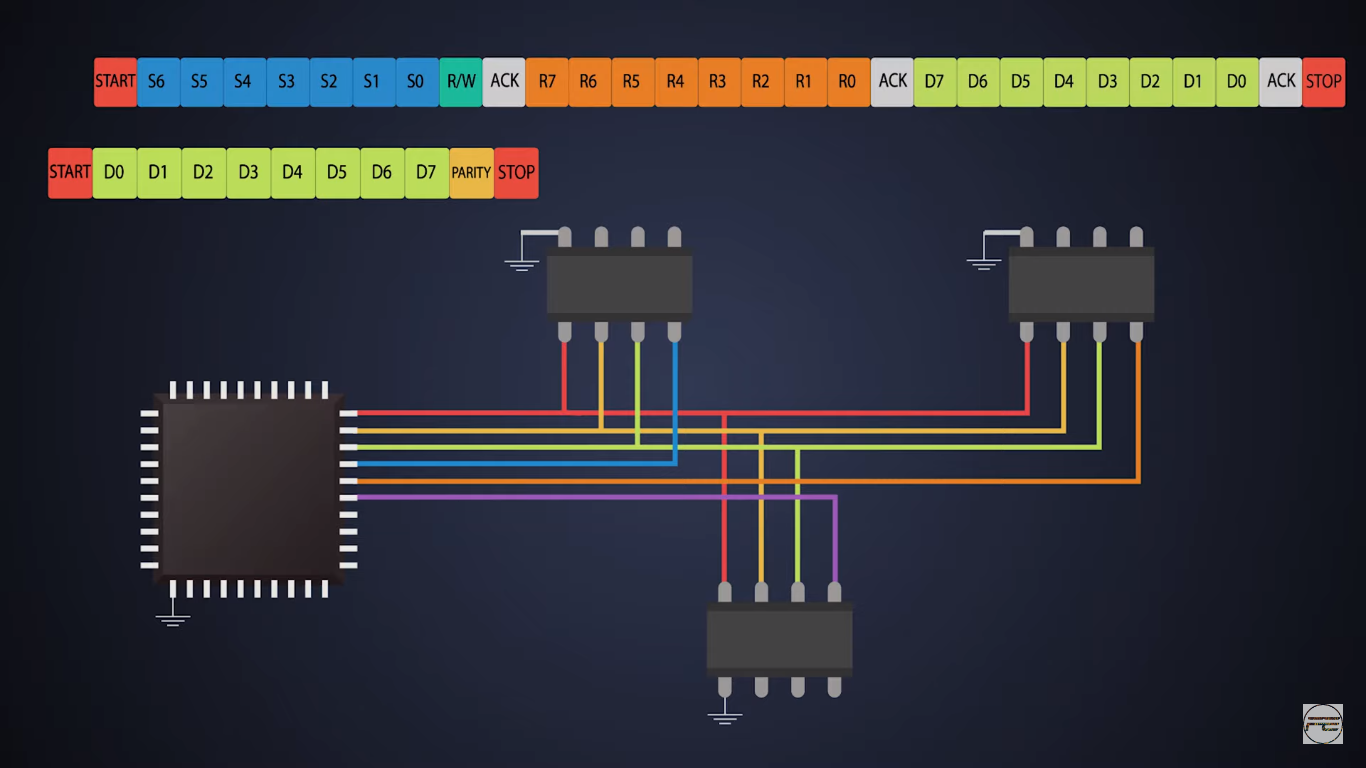 START S6 S5 S4 S3 S2 S1 S0 R/W ACK R7 R6 R5 R4 R3 R2 R1 R0 ACK D7 D6 D5 D4 D3 D2 D1 D0 ACK STOP
START D0 D1 D2 D3 D4 D5 D6 D7 PARITY STOP